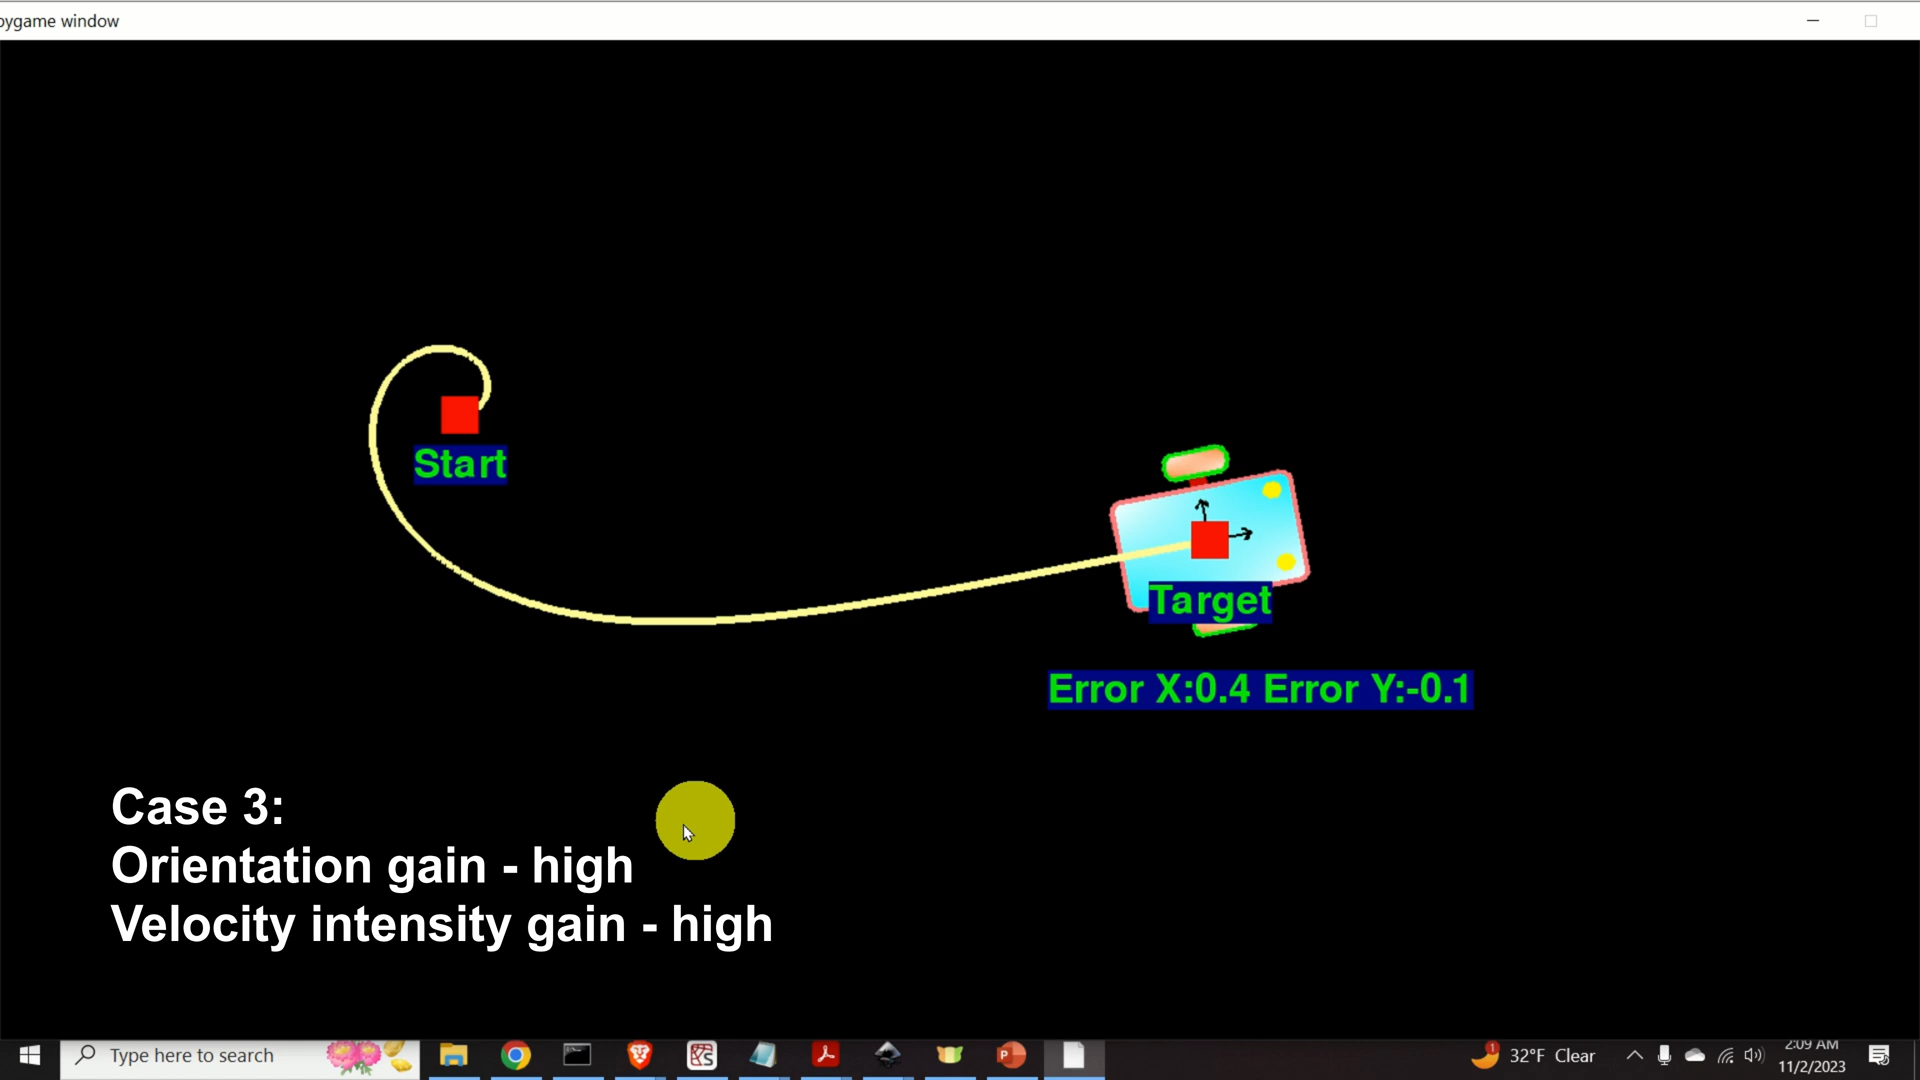 pygame window
Start
Target
Error X:0.4 Error Y:-0.1
Case 3:
Orientation gain - high
Velocity intensity gain - high
Type here to search
32°F Clear
2:09 AM
11/2/2023